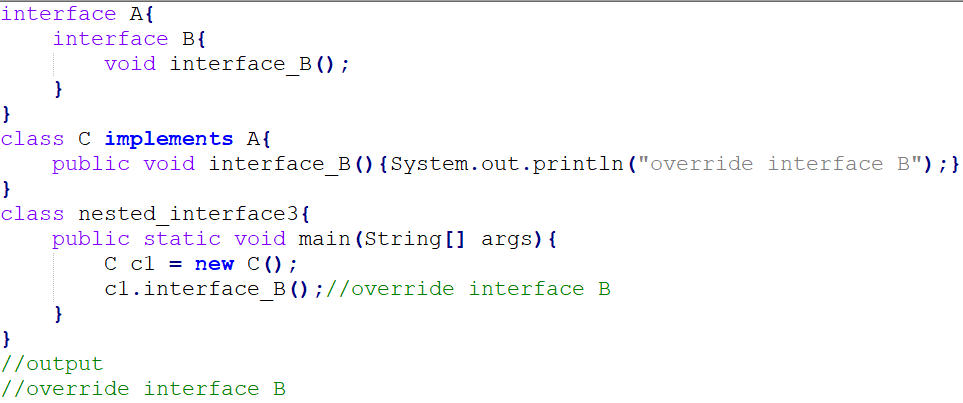 interface A{
    interface B{
        void interface_B();
    }
}
class C implements A{
    public void interface_B(){System.out.println("override interface B");}
}
class nested_interface3{
    public static void main(String[] args){
        C c1 = new C();
        c1.interface_B();//override interface B
    }
}
//output
//override interface B